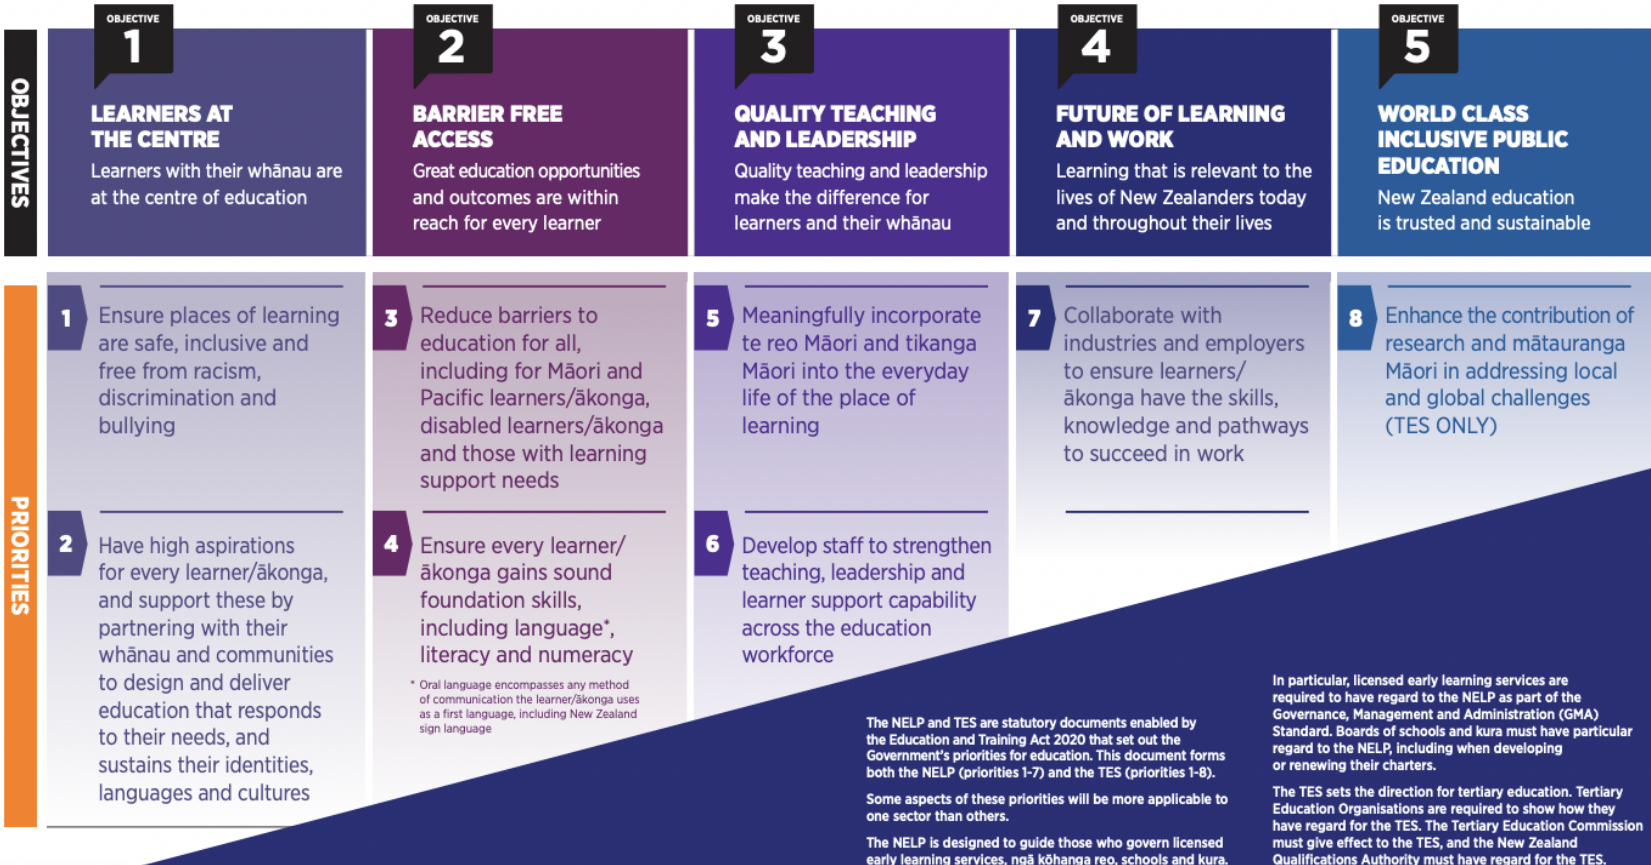 OBJECTIVES
OBJECTIVE
1
LEARNERS AT
THE CENTRE
Learners with their whānau are
at the centre of education
OBJECTIVE
2
BARRIER FREE
ACCESS
Great education opportunities
and outcomes are within
reach for every learner
OBJECTIVE
3
QUALITY TEACHING
AND LEADERSHIP
Quality teaching and leadership
make the difference for
learners and their whānau
OBJECTIVE
4
FUTURE OF LEARNING
AND WORK
Learning that is relevant to the
lives of New Zealanders today
and throughout their lives
OBJECTIVE
5
WORLD CLASS
INCLUSIVE PUBLIC
EDUCATION
New Zealand education
is trusted and sustainable
PRIORITIES
1
Ensure places of learning
are safe, inclusive and
free from racism,
discrimination and
bullying
2
Have high aspirations
for every learner/ākonga,
and support these by
partnering with their
whānau and communities
to design and deliver
education that responds
to their needs, and
sustains their identities,
languages and cultures
3
Reduce barriers to
education for all,
including for Māori and
Pacific learners/ākonga,
disabled learners/ākonga
and those with learning
support needs
4
Ensure every learner/
ākonga gains sound
foundation skills,
including language*,
literacy and numeracy
* Oral language encompasses any method
of communication the learner/ākonga uses
as a first language, including New Zealand
sign language
5
Meaningfully incorporate
te reo Māori and tikanga
Māori into the everyday
life of the place of
learning
6
Develop staff to strengthen
teaching, leadership and
learner support capability
across the education
workforce
7
Collaborate with
industries and employers
to ensure learners/
ākonga have the skills,
knowledge and pathways
to succeed in work
8
Enhance the contribution of
research and mātauranga
Māori in addressing local
and global challenges
(TES ONLY)
The NELP and TES are statutory documents enabled by
the Education and Training Act 2020 that set out the
Government's priorities for education. This document forms
both the NELP (priorities 1-7) and the TES (priorities 1-8).
Some aspects of these priorities will be more applicable to
one sector than others.
The NELP is designed to guide those who govern licensed
early learning services, ngā kōhanga reo, schools and kura.
In particular, licensed early learning services are
required to have regard to the NELP as part of the
Governance, Management and Administration (GMA)
Standard. Boards of schools and kura must have particular
regard to the NELP, including when developing
or renewing their charters.
The TES sets the direction for tertiary education. Tertiary
Education Organisations are required to show how they
have regard for the TES. The Tertiary Education Commission
must give effect to the TES, and the New Zealand
Qualifications Authority must have regard for the TES.